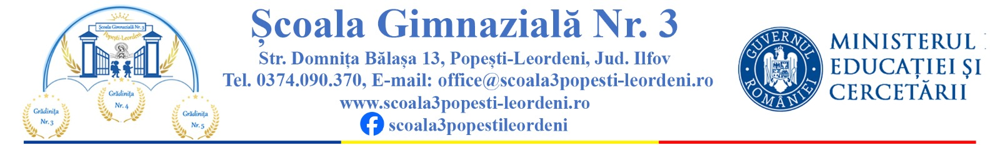 Școala Gimnazială Nr. 3
Popești-Leordeni
Grădinița
Nr. 3
Grădinița
Nr. 4
Grădinița
Nr. 5
Școala Gimnazială Nr. 3
Str. Domnița Bălașa 13, Popești-Leordeni, Jud. Ilfov
Tel. 0374.090.370, E-mail: office@scoala3popesti-leordeni.ro
www.scoala3popesti-leordeni.ro
scoala3popestileordeni
GUVERNUL ROMÂNIEI
MINISTERUL
EDUCAȚIEI ȘI
CERCETĂRII